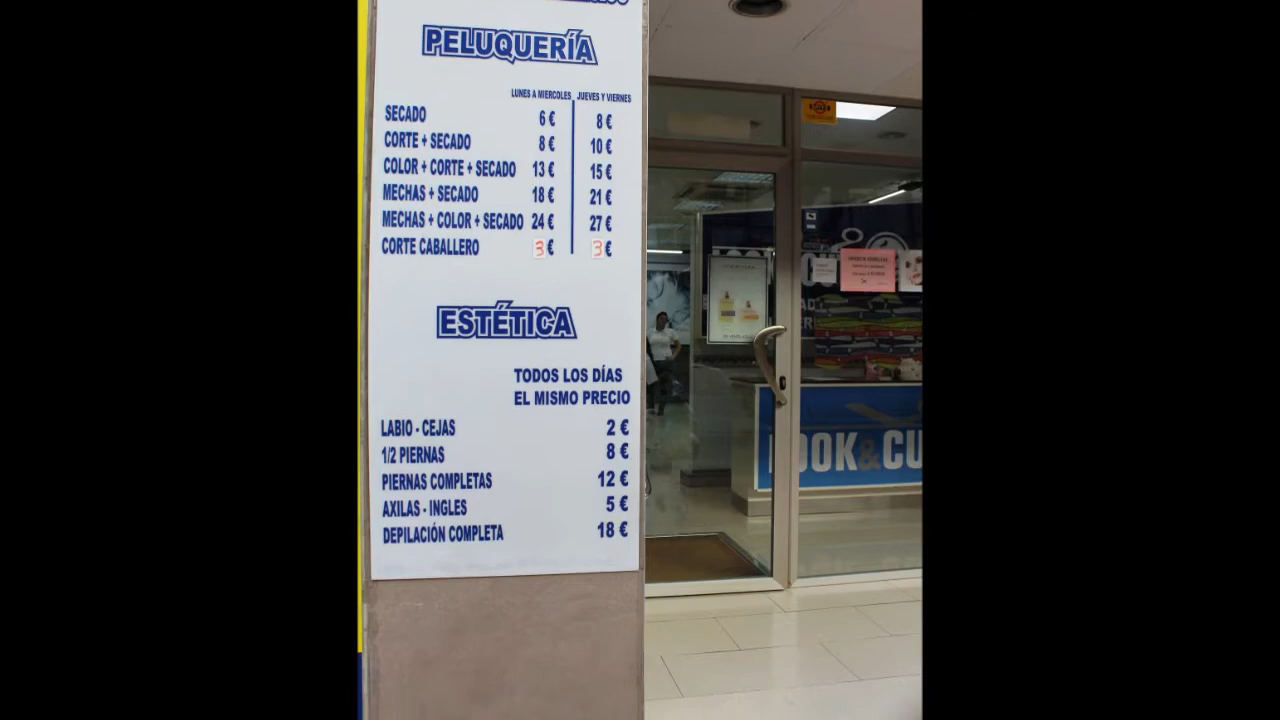 PELUQUERÍA
LUNES A MIERCOLES JUEVES Y VIERNES
SECADO 6 € 8 €
CORTE + SECADO 8 € 10 €
COLOR + CORTE + SECADO 13 € 15 €
MECHAS + SECADO 18 € 21 €
MECHAS + COLOR + SECADO 24 € 27 €
CORTE CABALLERO 3 € 3 €
ESTÉTICA
TODOS LOS DÍAS
EL MISMO PRECIO
LABIO - CEJAS 2 €
1/2 PIERNAS 8 €
PIERNAS COMPLETAS 12 €
AXILAS - INGLES 5 €
DEPILACIÓN COMPLETA 18 €
OOK&CU